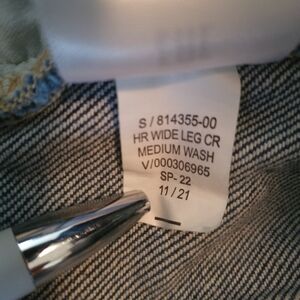 S / 814355-00
HR WIDE LEG CR
MEDIUM WASH
V/000306965
SP- 22
11 / 21